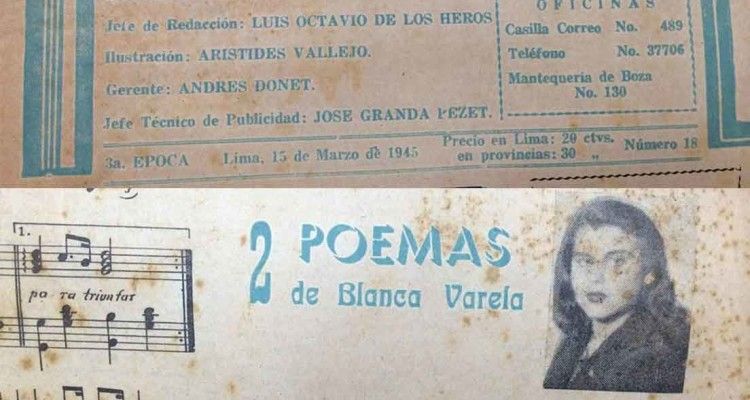 OFICINAS
Jefe de Redacción: LUIS OCTAVIO DE LOS HEROS
Casilla Correo No. 489
Ilustración: ARISTIDES VALLEJO.
Teléfono No. 37706
Gerente: ANDRES DONET.
Mantequería de Boza
No. 130
Jefe Técnico de Publicidad: JOSE GRANDA PEZET.
3a. EPOCA Lima, 15 de Marzo de 1945 Precio en Lima: 20 ctvs. Número 18
en provincias: 30 „
1.
pa ra triunfar
2 POEMAS
de Blanca Varela